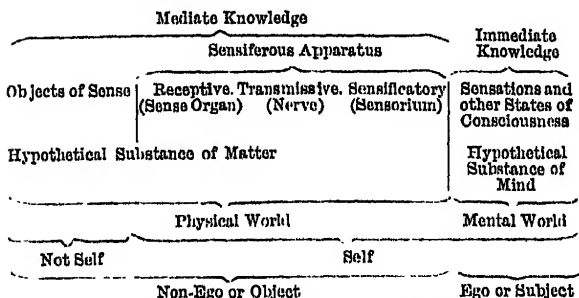 Mediate Knowledge
Immediate
Sensiferous Apparatus Knowledge
Objects of Sense Receptive. Transmissive. Sensificatory Sensations and
(Sense Organ) (Nerve) (Sensorium) other States of
Consciousness
Hypothetical Substance of Matter Hypothetical
Substance of
Mind
Physical World Mental World
Not Self Self
Non-Ego or Object Ego or Subject